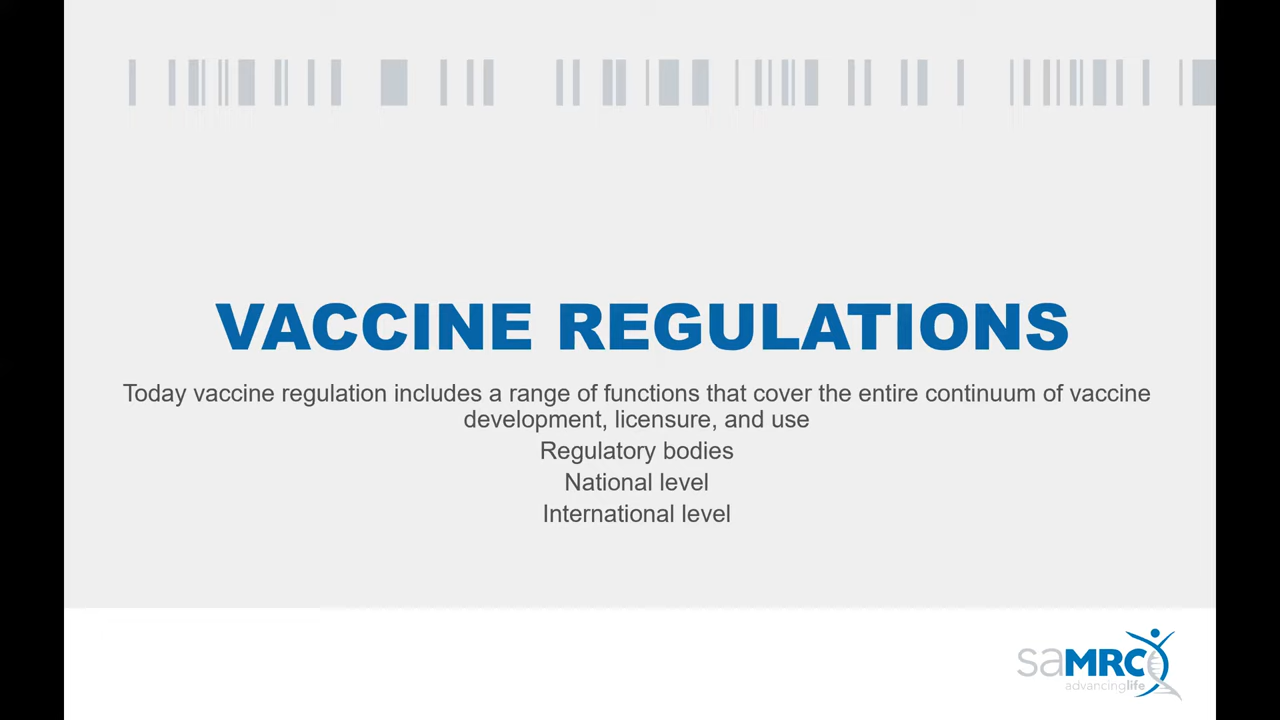 VACCINE REGULATIONS
Today vaccine regulation includes a range of functions that cover the entire continuum of vaccine
development, licensure, and use
Regulatory bodies
National level
International level
saMRC
advancinglife